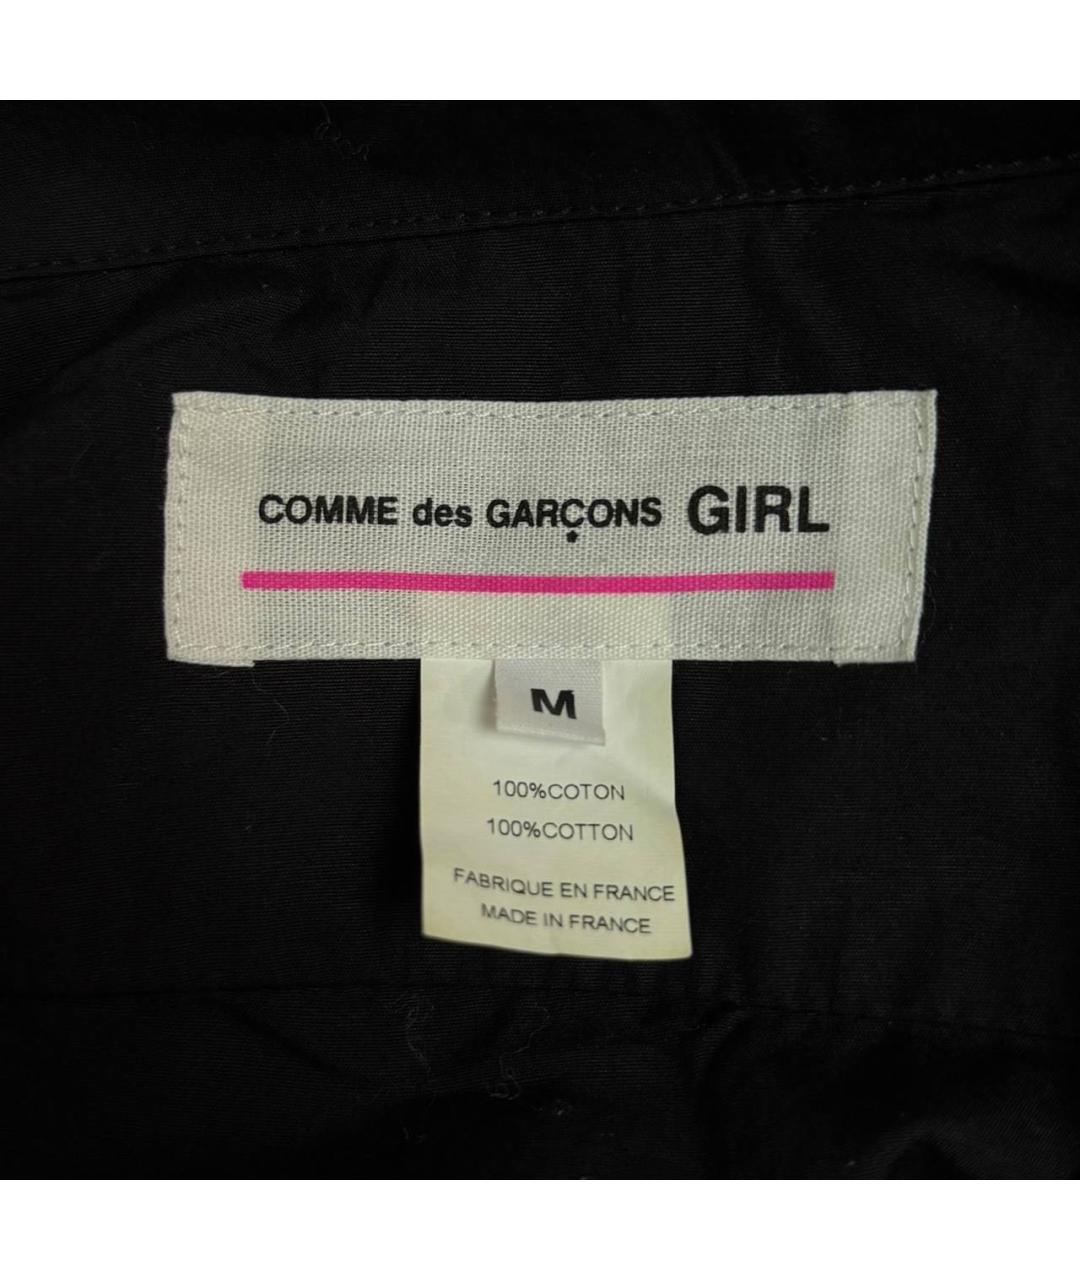 COMME des GARÇONS GIRL
M
100%COTON
100%COTTON
FABRIQUE EN FRANCE
MADE IN FRANCE